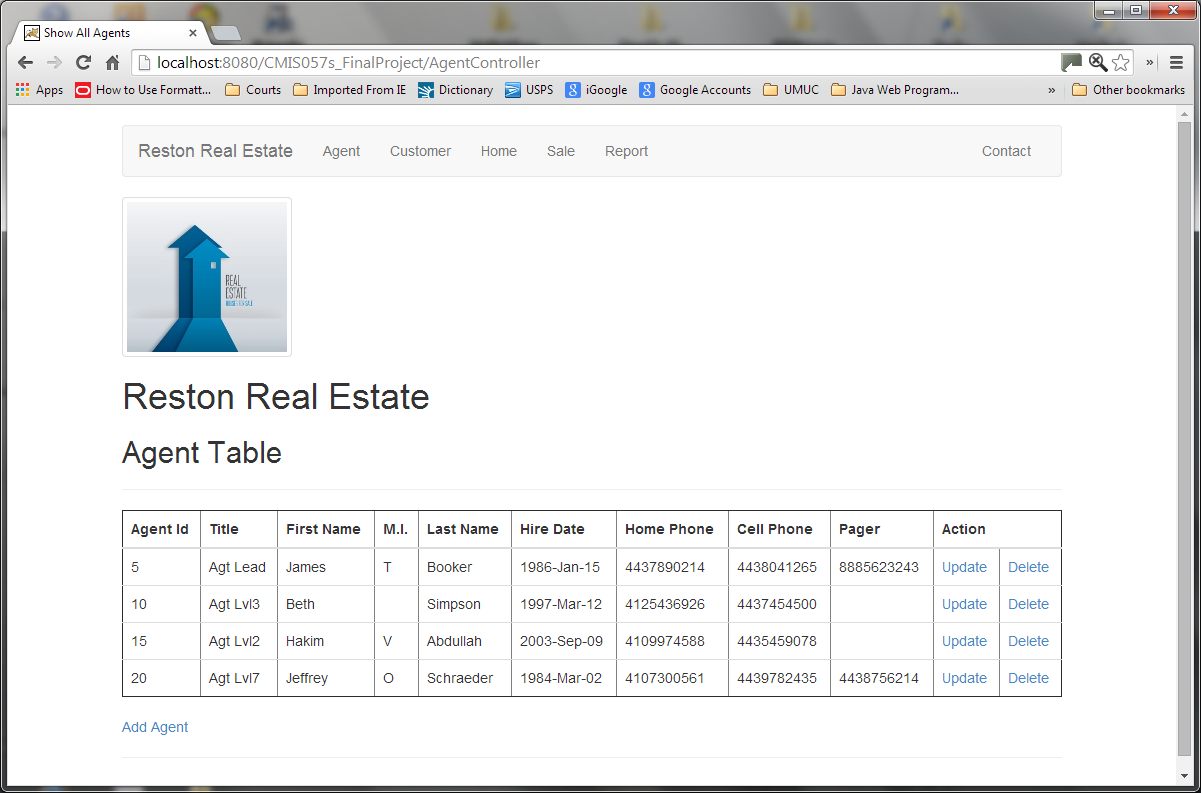 Show All Agents
localhost:8080/CMIS057s_FinalProject/AgentController
Apps How to Use Formatt... Courts Imported From IE Dictionary USPS iGoogle Google Accounts UMUC Java Web Program... » Other bookmarks
Reston Real Estate Agent Customer Home Sale Report Contact
REAL
ESTATE
Reston Real Estate
Agent Table
Agent Id Title First Name M.I. Last Name Hire Date Home Phone Cell Phone Pager Action
5 Agt Lead James T Booker 1986-Jan-15 4437890214 4438041265 8885623243 Update Delete
10 Agt Lvl3 Beth Simpson 1997-Mar-12 4125436926 4437454500 Update Delete
15 Agt Lvl2 Hakim V Abdullah 2003-Sep-09 4109974588 4435459078 Update Delete
20 Agt Lvl7 Jeffrey O Schraeder 1984-Mar-02 4107300561 4439782435 4438756214 Update Delete
Add Agent